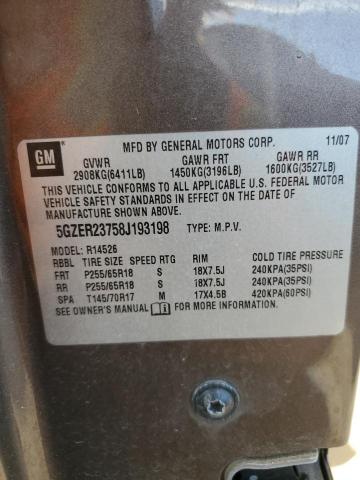 GM
MFD BY GENERAL MOTORS CORP. 11/07
GVWR GAWR FRT GAWR RR
2908KG(6411LB) 1450KG(3196LB) 1600KG(3527LB)
THIS VEHICLE CONFORMS TO ALL APPLICABLE U.S. FEDERAL MOTOR
VEHICLE SAFETY STANDARDS IN EFFECT ON THE DATE OF
MANUFACTURE SHOWN ABOVE.
5GZER23758J193198 TYPE: M.P.V.
MODEL: R14526
RBBL TIRE SIZE SPEED RTG RIM COLD TIRE PRESSURE
FRT P255/65R18 S 18X7.5J 240KPA(35PSI)
RR P255/65R18 S 18X7.5J 240KPA(35PSI)
SPA T145/70R17 M 17X4.5B 420KPA(60PSI)
SEE OWNER'S MANUAL FOR MORE INFORMATION.